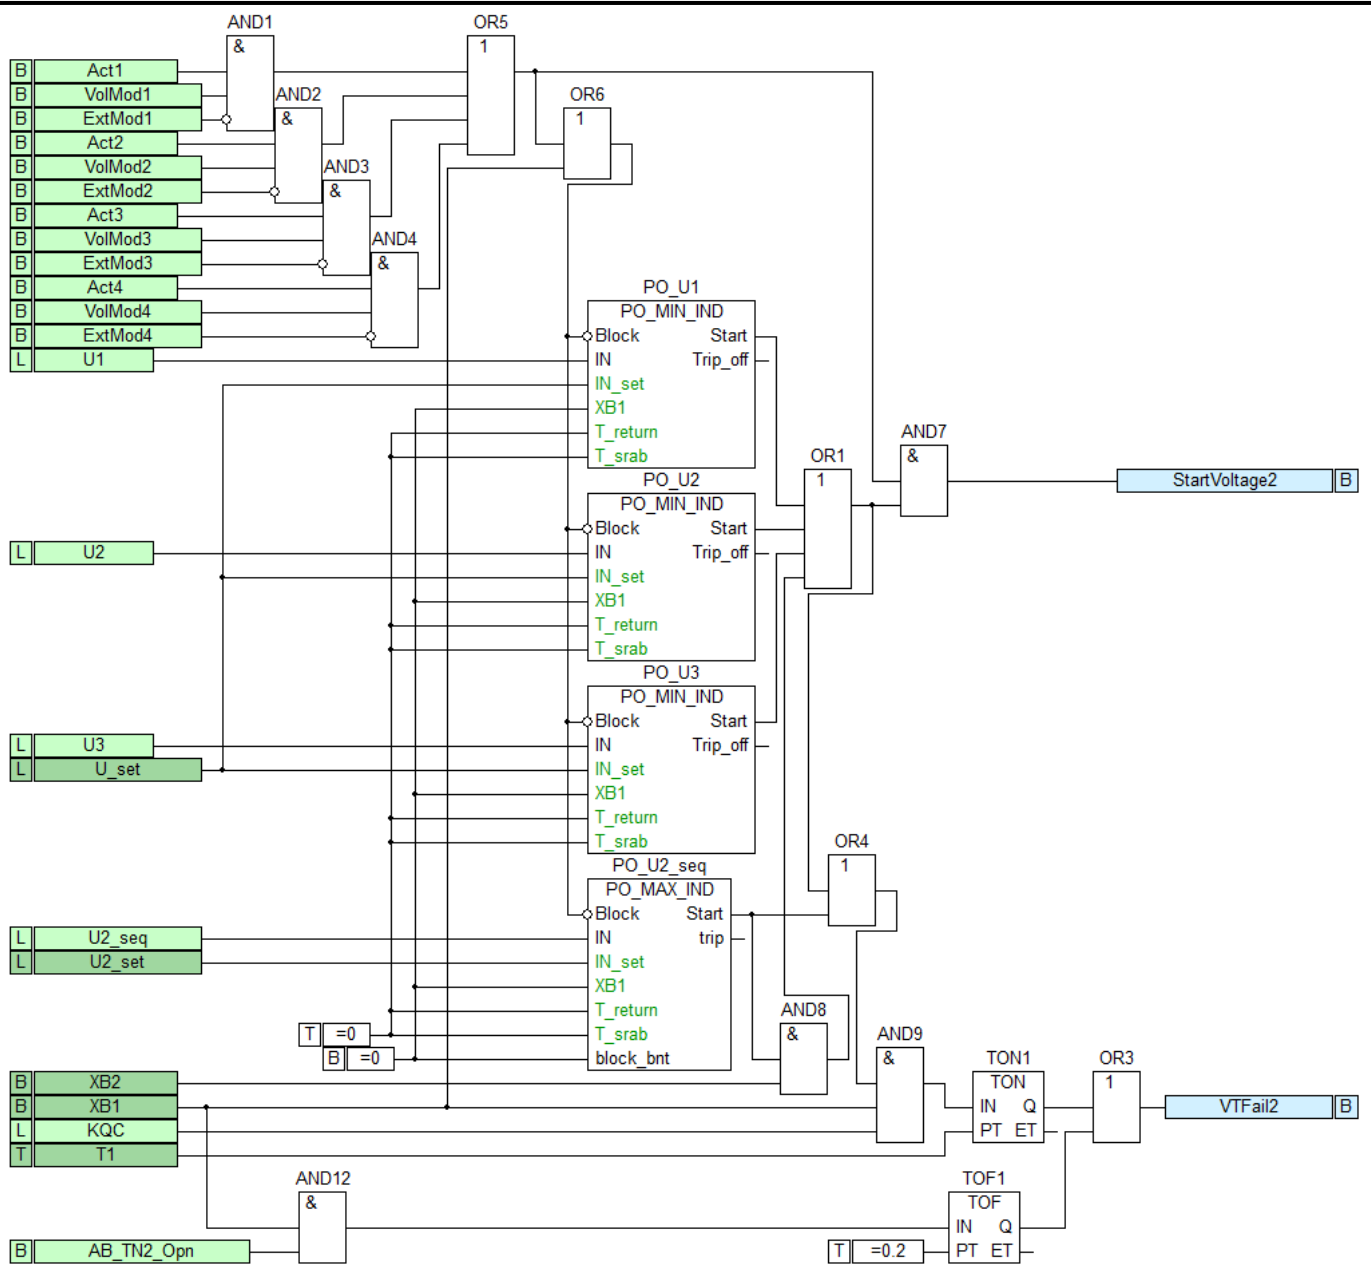 AND1
OR5
&
1
B Act1
B VolMod1
AND2
OR6
B ExtMod1
&
1
B Act2
B VolMod2
AND3
B ExtMod2
&
B Act3
B VolMod3
AND4
B ExtMod3
&
B Act4
PO_U1
B VolMod4
PO_MIN_IND
B ExtMod4
Block Start
L U1
IN Trip_off
IN_set
XB1
T_return
AND7
T_srab
OR1
&
PO_U2
1
StartVoltage2 B
PO_MIN_IND
Block Start
L U2
IN Trip_off
IN_set
XB1
T_return
T_srab
PO_U3
PO_MIN_IND
Block Start
L U3
IN Trip_off
L U_set
IN_set
XB1
T_return
T_srab
OR4
1
PO_U2_seq
PO_MAX_IND
Block Start
L U2_seq
IN trip
L U2_set
IN_set
XB1
T_return
AND8
T =0
T_srab
&
AND9
B =0
block_bnt
&
TON1
OR3
B XB2
TON
1
B XB1
IN Q
VTFail2 B
L KQC
PT ET
T T1
AND12
TOF1
&
TOF
IN Q
B AB_TN2_Opn
T =0.2
PT ET